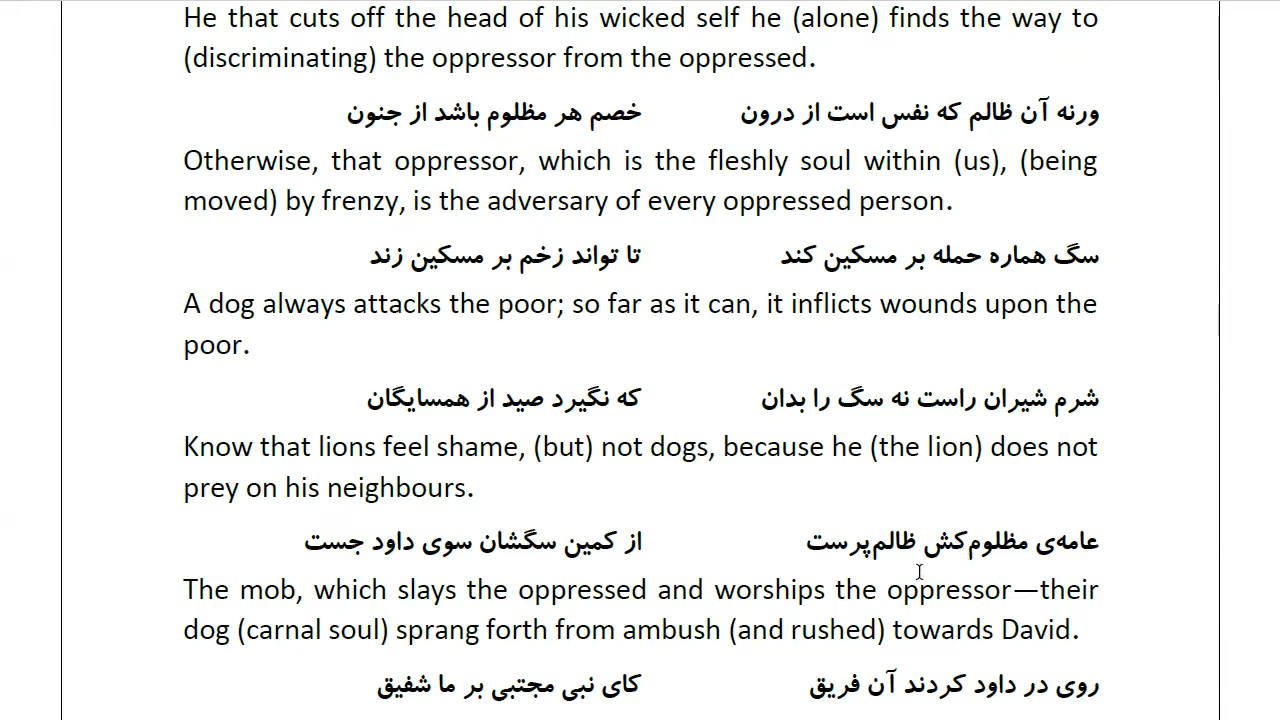 He that cuts off the head of his wicked self he (alone) finds the way to
(discriminating) the oppressor from the oppressed.
ورنه آن ظالم که نفس است از درون خصم هر مظلوم باشد از جنون
Otherwise, that oppressor, which is the fleshly soul within (us), (being
moved) by frenzy, is the adversary of every oppressed person.
سگ هماره حمله بر مسکین کند تا تواند زخم بر مسکین زند
A dog always attacks the poor; so far as it can, it inflicts wounds upon the
poor.
شرم شیران راست نه سگ را بدان که نگیرد صید از همسایگان
Know that lions feel shame, (but) not dogs, because he (the lion) does not
prey on his neighbours.
عامه‌ی مظلوم‌کش ظالم‌پرست از کمین سگشان سوی داود جست
The mob, which slays the oppressed and worships the oppressor—their
dog (carnal soul) sprang forth from ambush (and rushed) towards David.
روی در داود کردند آن فریق کای نبی مجتبی بر ما شفیق